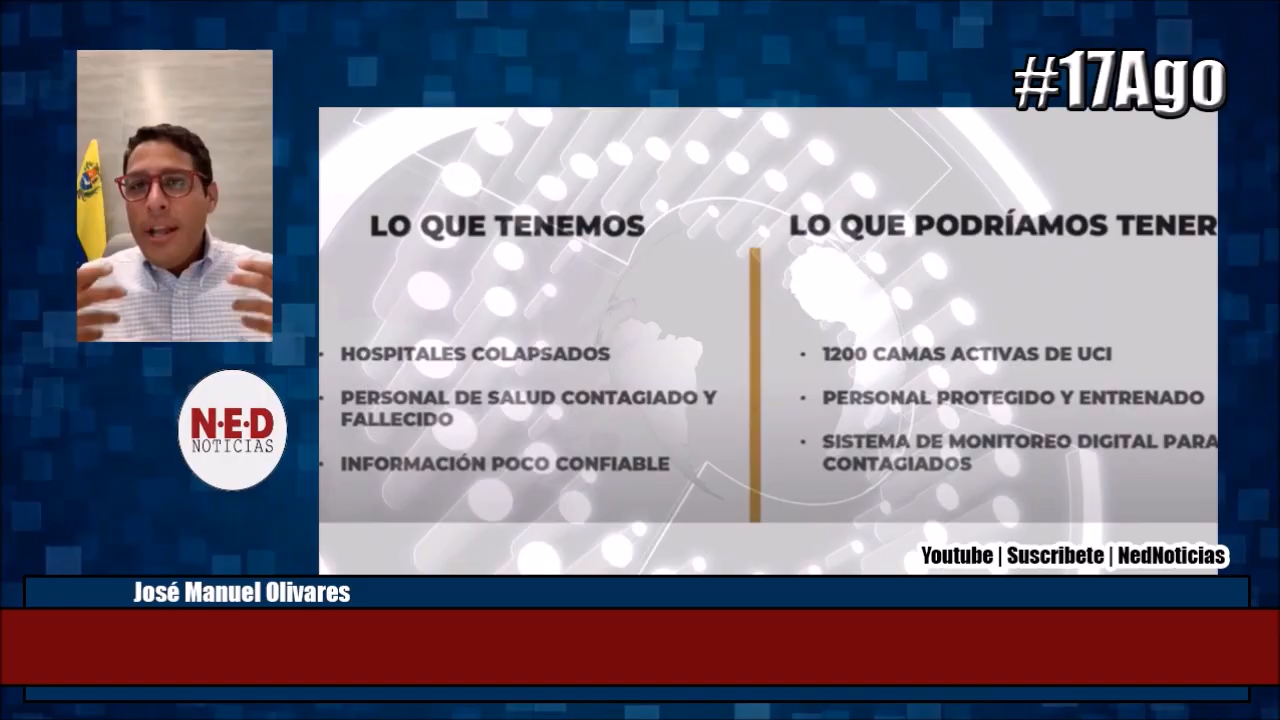 #17Ago
LO QUE TENEMOS
• HOSPITALES COLAPSADOS
• PERSONAL DE SALUD CONTAGIADO Y
FALLECIDO
• INFORMACIÓN POCO CONFIABLE
LO QUE PODRÍAMOS TENER
• 1200 CAMAS ACTIVAS DE UCI
• PERSONAL PROTEGIDO Y ENTRENADO
• SISTEMA DE MONITOREO DIGITAL PARA
CONTAGIADOS
N·E·D
NOTICIAS
Youtube | Suscribete | NedNoticias
José Manuel Olivares